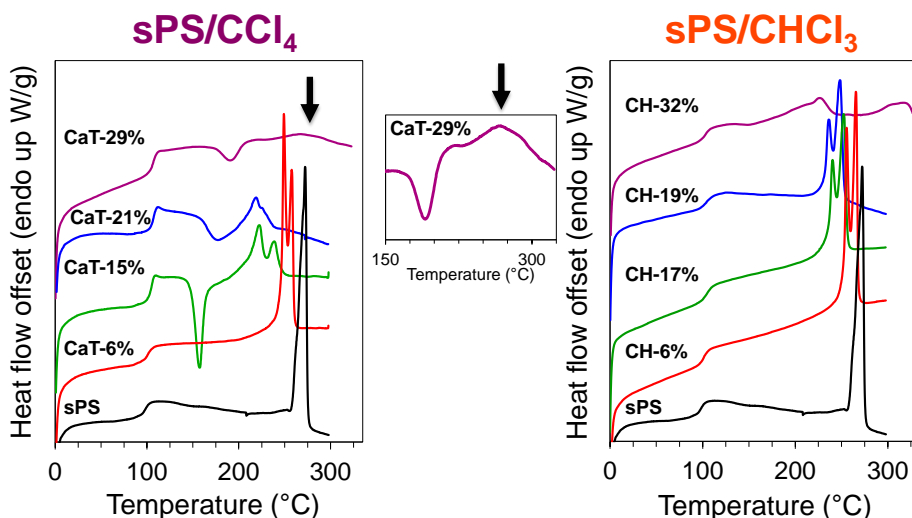 sPS/CCl4
Heat flow offset (endo up W/g)
CaT-29%
CaT-21%
CaT-15%
CaT-6%
sPS
0 100 200 300
Temperature (°C)
CaT-29%
150 300
Temperature (°C)
sPS/CHCl3
Heat flow offset (endo up W/g)
CH-32%
CH-19%
CH-17%
CH-6%
sPS
0 100 200 300
Temperature (°C)